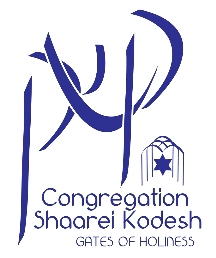 Congregation
Shaarei Kodesh
GATES OF HOLINESS